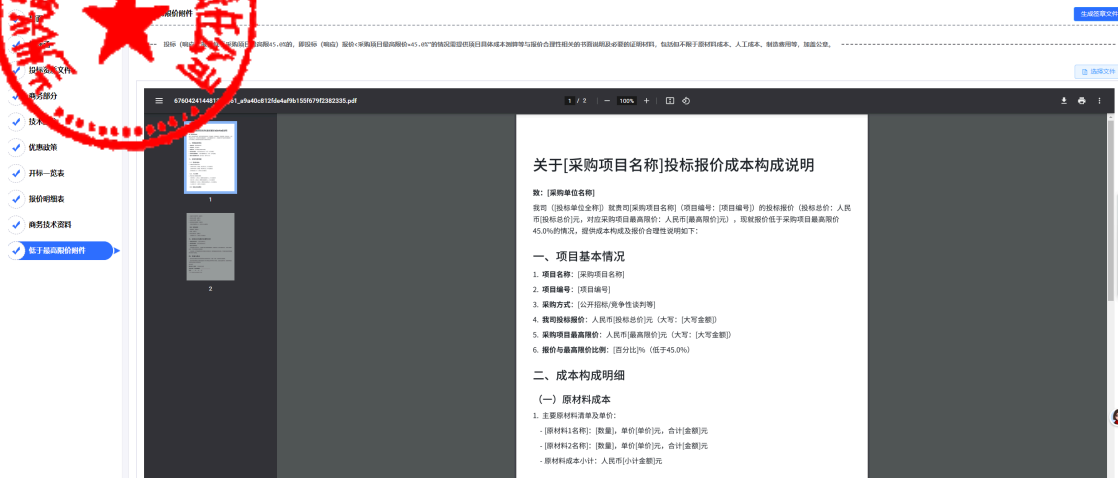 限价附件
生成签章文件
采购项目最高限45.0%的，即投标（响应）报价<采购项目最高限价×45.0%"的情况需提供项目具体成本测算等与报价合理性相关的书面说明及必要的证明材料，包括但不限于原材料成本、人工成本、制造费用等，加盖公章。
选择文件
商务部分
优惠政策
开标一览表
报价明细表
商务技术资料
低于最高限价附件
1 / 2
100%
1
2
关于[采购项目名称]投标报价成本构成说明
致：[采购单位名称]
我司（[投标单位全称]）就贵司[采购项目名称]（项目编号：[项目编号]）的投标报价（投标总价：人民
币[投标总价]元，对应采购项目最高限价：人民币[最高限价]元），现就报价低于采购项目最高限价
45.0%的情况，提供成本构成及报价合理性说明如下：
一、项目基本情况
1. 项目名称：[采购项目名称]
2. 项目编号：[项目编号]
3. 采购方式：[公开招标/竞争性谈判等]
4. 我司投标报价：人民币[投标总价]元（大写：[大写金额]）
5. 采购项目最高限价：人民币[最高限价]元（大写：[大写金额]）
6. 报价与最高限价比例：[百分比]%（低于45.0%）
二、成本构成明细
（一）原材料成本
1. 主要原材料清单及单价：
- [原材料1名称]：[数量]，单价[单价]元，合计[金额]元
- [原材料2名称]：[数量]，单价[单价]元，合计[金额]元
- 原材料成本小计：人民币[小计金额]元